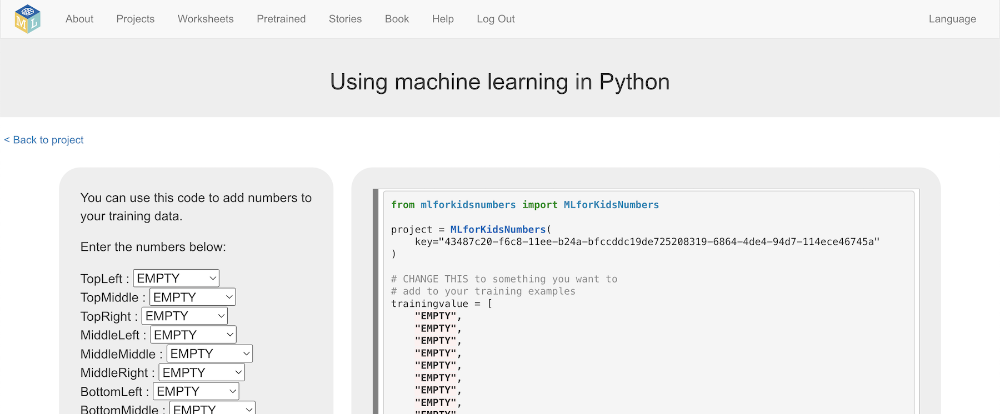 M L
About Projects Worksheets Pretrained Stories Book Help Log Out Language
Using machine learning in Python
< Back to project
You can use this code to add numbers to
your training data.
Enter the numbers below:
TopLeft : EMPTY
TopMiddle : EMPTY
TopRight : EMPTY
MiddleLeft : EMPTY
MiddleMiddle : EMPTY
MiddleRight : EMPTY
BottomLeft : EMPTY
BottomMiddle : EMPTY
from mlforkidsnumbers import MLforKidsNumbers
project = MLforKidsNumbers(
    key="43487c20-f6c8-11ee-b24a-bfccddc19de725208319-6864-4de4-94d7-114ece46745a"
)
# CHANGE THIS to something you want to
# add to your training examples
trainingvalue = [
    "EMPTY",
    "EMPTY",
    "EMPTY",
    "EMPTY",
    "EMPTY",
    "EMPTY",
    "EMPTY",
    "EMPTY",
    "EMPTY"